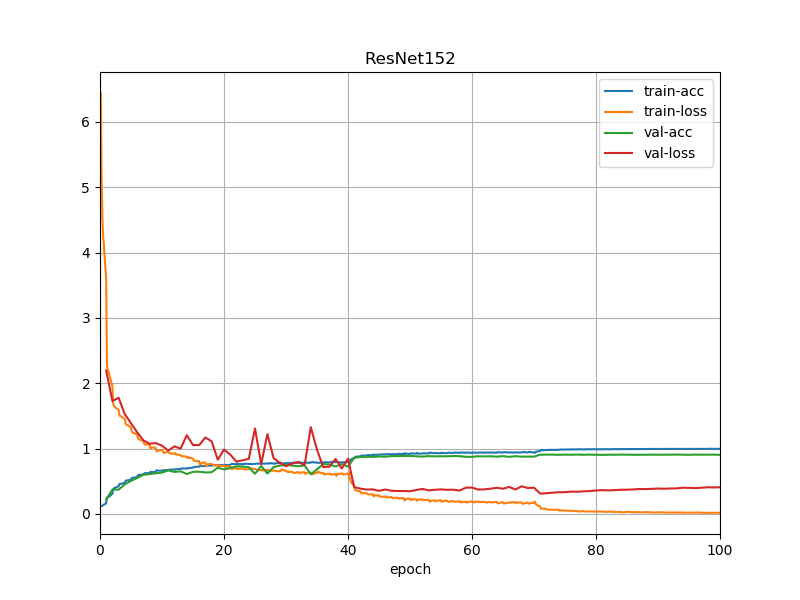 ResNet152
train-acc
train-loss
val-acc
val-loss
6
5
4
3
2
1
0
0 20 40 60 80 100
epoch